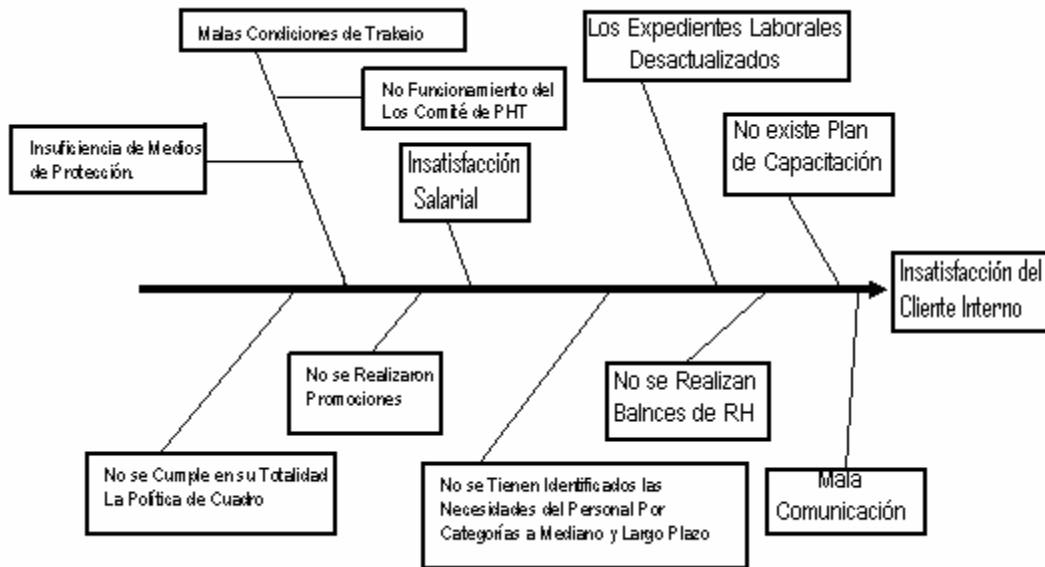 Malas Condiciones de Trabajo
Los Expedientes Laborales
Desactualizados
No Funcionamiento del
Los Comité de PHT
No existe Plan
de Capacitación
Insuficiencia de Medios
de Protección.
Insatisfacción
Salarial
Insatisfacción del
Cliente Interno
No se Realizaron
Promociones
No se Realizan
Balnces de RH
No se Cumple en su Totalidad
La Política de Cuadro
No se Tienen Identificados las
Necesidades del Personal Por
Categorías a Mediano y Largo Plazo
Mala
Comunicación